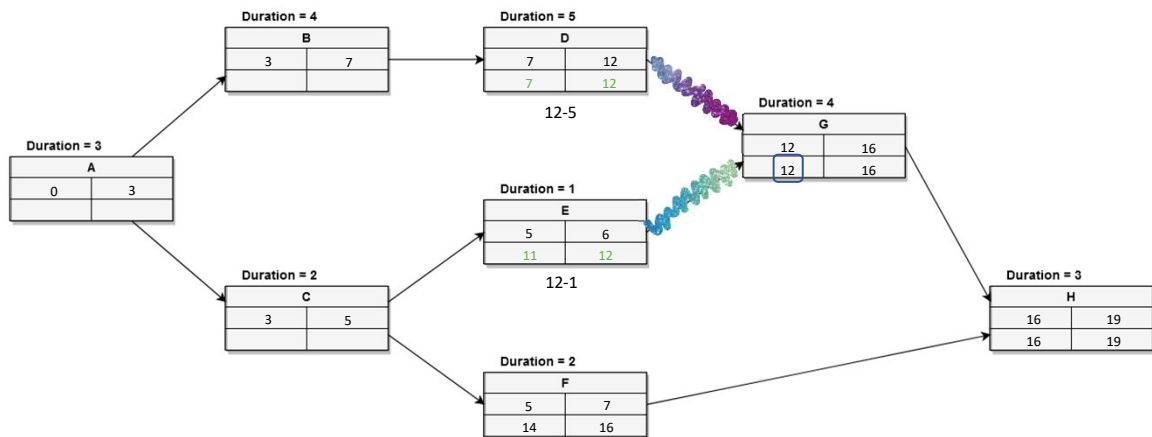 Duration = 4
B
3 7
Duration = 5
D
7 12
7 12
12-5
Duration = 4
G
12 16
12 16
Duration = 3
A
0 3
Duration = 1
E
5 6
11 12
12-1
Duration = 2
C
3 5
Duration = 3
H
16 19
16 19
Duration = 2
F
5 7
14 16